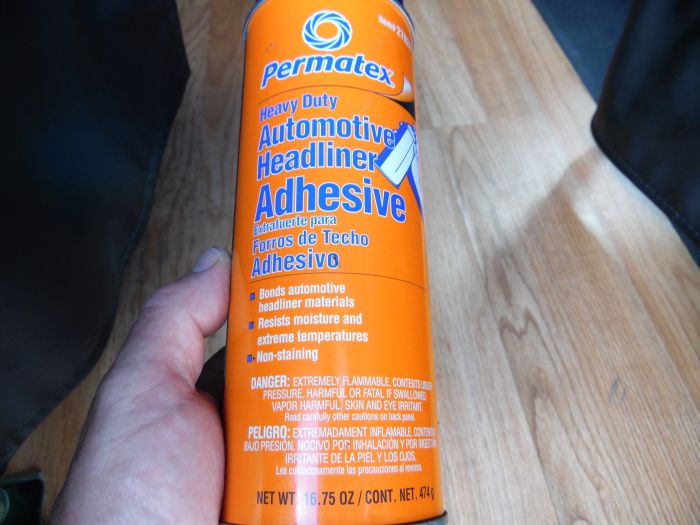 Permatex
Heavy Duty
Automotive
Headliner
Adhesive
Extrafuerte para
Forros de Techo
Adhesivo
Bonds automotive
headliner materials
Resists moisture and
extreme temperatures
Non-staining
DANGER: EXTREMELY FLAMMABLE. CONTENTS UNDER
PRESSURE. HARMFUL OR FATAL IF SWALLOWED.
VAPOR HARMFUL. SKIN AND EYE IRRITANT.
Read carefully other cautions on back panel.
PELIGRO: EXTREMADAMENT INFLAMABLE. CONTENIDO
BAJO PRESIÓN. NOCIVO POR INHALACIÓN Y POR INGESTION.
IRRITANTE DE LA PIEL Y LOS OJOS.
Lea cuidadosamente las precauciones al reverso.
NET WT. 16.75 OZ / CONT. NET. 474 g